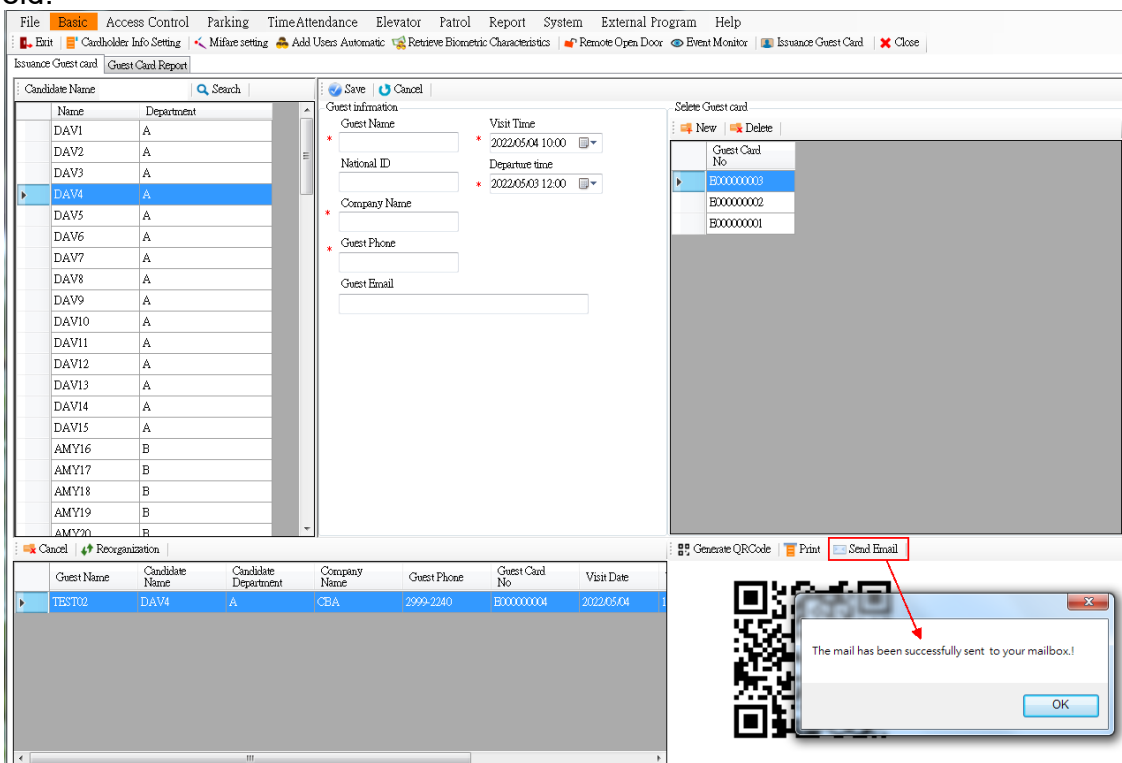 File Basic Access Control Parking TimeAttendance Elevator Patrol Report System External Program Help
Exit Cardholder Info Setting Mifare setting Add Users Automatic Retrieve Biometric Characteristics Remote Open Door Event Monitor Issuance Guest Card Close
Issuance Guest card Guest Card Report
Candidate Name Search
Name Department
DAV1 A
DAV2 A
DAV3 A
DAV4 A
DAV5 A
DAV6 A
DAV7 A
DAV8 A
DAV9 A
DAV10 A
DAV11 A
DAV12 A
DAV13 A
DAV14 A
DAV15 A
AMY16 B
AMY17 B
AMY18 B
AMY19 B
AMY20 B
Save Cancel
Guest infrmation
Guest Name
*
National ID
Company Name
*
Guest Phone
*
Guest Email
Visit Time
* 2022/05/04 10:00
Departure time
* 2022/05/03 12:00
Selete Guest card
New Delete
Guest Card
No
E000000003
E000000002
E000000001
Cancel Reorganization
Guest Name Candidate Name Candidate Department Company Name Guest Phone Guest Card No Visit Date
TEST02 DAV4 A CBA 2999-2240 E000000004 2022/05/04 1
Generate QRCode Print Send Email
The mail has been successfully sent to your mailbox.!
OK